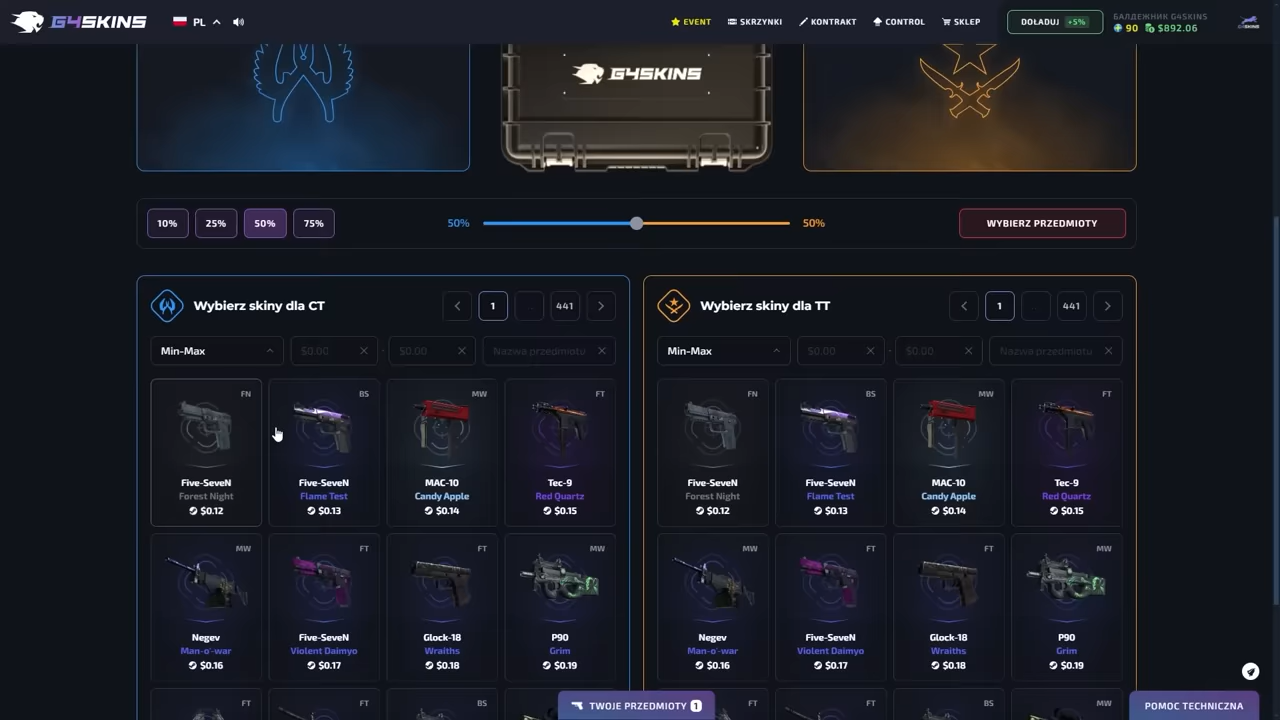 G4SKINS
PL
EVENT
SKRZYNKI
KONTRAKT
CONTROL
SKLEP
DOŁADUJ +5%
БАЛДЕЖНИК G4SKINS
90 $892.06
G4SKINS
G4SKINS
10% 25% 50% 75%
50% 50%
WYBIERZ PRZEDMIOTY
Wybierz skiny dla CT
1 ... 441
Min-Max $0.00 - $0.00 Nazwa przedmiotu
FN
Five-SeveN
Forest Night
$0.12
BS
Five-SeveN
Flame Test
$0.13
MW
MAC-10
Candy Apple
$0.14
FT
Tec-9
Red Quartz
$0.15
MW
Negev
Man-o'-war
$0.16
FT
Five-SeveN
Violent Daimyo
$0.17
FT
Glock-18
Wraiths
$0.18
MW
P90
Grim
$0.19
FT
FT
BS
Wybierz skiny dla TT
1 ... 441
Min-Max $0.00 - $0.00 Nazwa przedmiotu
FN
Five-SeveN
Forest Night
$0.12
BS
Five-SeveN
Flame Test
$0.13
MW
MAC-10
Candy Apple
$0.14
FT
Tec-9
Red Quartz
$0.15
MW
Negev
Man-o'-war
$0.16
FT
Five-SeveN
Violent Daimyo
$0.17
FT
Glock-18
Wraiths
$0.18
MW
P90
Grim
$0.19
FT
FT
BS
MW
TWOJE PRZEDMIOTY 1
POMOC TECHNICZNA